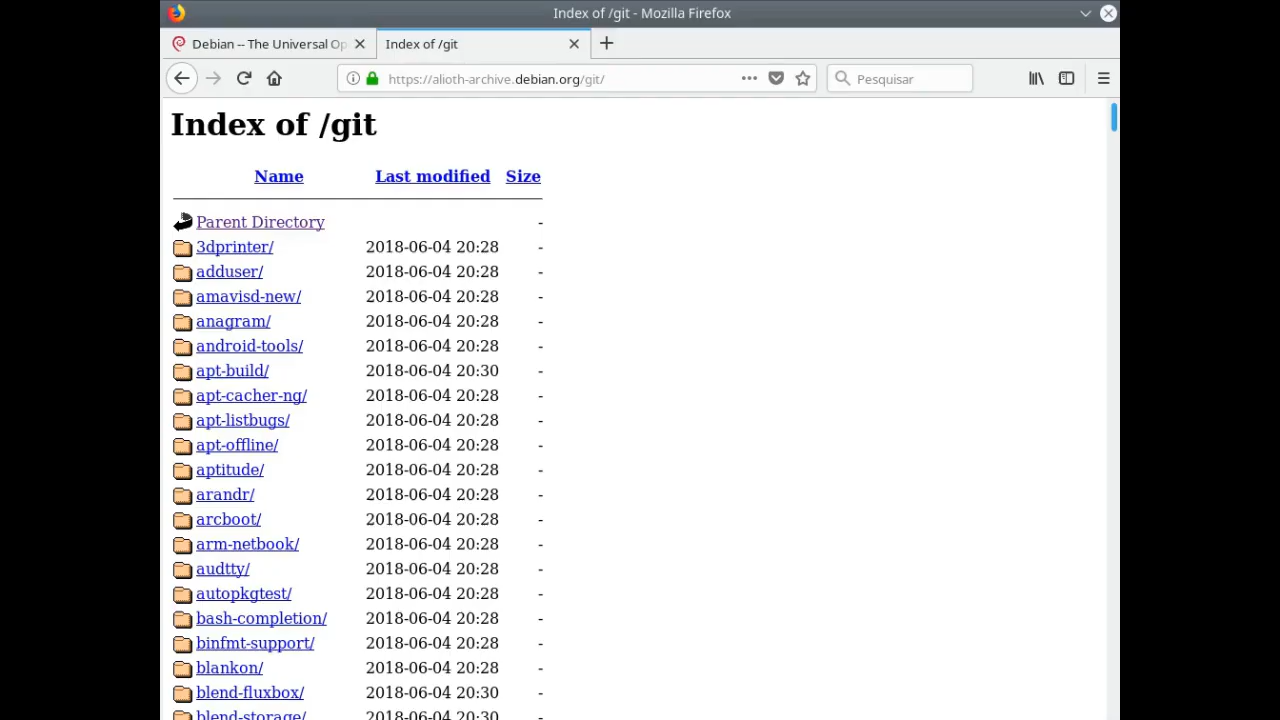 Index of /git - Mozilla Firefox
Debian -- The Universal Op
Index of /git
https://alioth-archive.debian.org/git/
Pesquisar
Index of /git
Name Last modified Size
Parent Directory -
3dprinter/ 2018-06-04 20:28 -
adduser/ 2018-06-04 20:28 -
amavisd-new/ 2018-06-04 20:28 -
anagram/ 2018-06-04 20:28 -
android-tools/ 2018-06-04 20:28 -
apt-build/ 2018-06-04 20:30 -
apt-cacher-ng/ 2018-06-04 20:28 -
apt-listbugs/ 2018-06-04 20:28 -
apt-offline/ 2018-06-04 20:28 -
aptitude/ 2018-06-04 20:28 -
arandr/ 2018-06-04 20:28 -
arcboot/ 2018-06-04 20:28 -
arm-netbook/ 2018-06-04 20:28 -
audtty/ 2018-06-04 20:28 -
autopkgtest/ 2018-06-04 20:28 -
bash-completion/ 2018-06-04 20:28 -
binfmt-support/ 2018-06-04 20:28 -
blankon/ 2018-06-04 20:28 -
blend-fluxbox/ 2018-06-04 20:30 -
blend-storage/ 2018-06-04 20:30 -